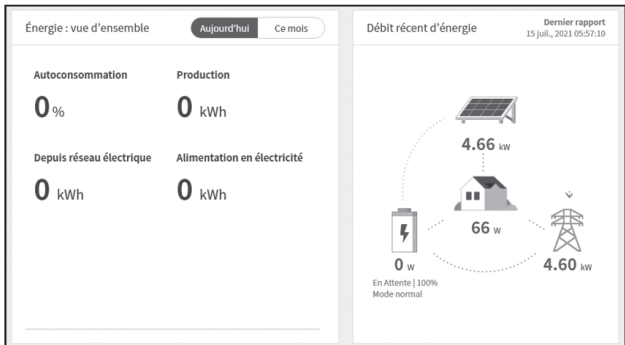 Énergie : vue d'ensemble
Aujourd'hui
Ce mois
Autoconsommation
Production
0 %
0 kWh
Depuis réseau électrique
Alimentation en électricité
0 kWh
0 kWh
Débit récent d'énergie
Dernier rapport
15 juil., 2021 05:57:10
4.66 kW
66 W
0 W
4.60 kW
En Attente | 100%
Mode normal